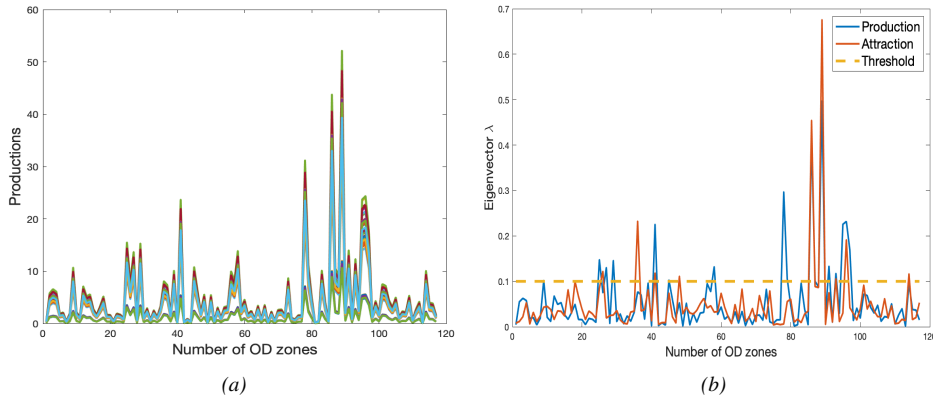 60
50
40
30
20
10
0
Productions
0 20 40 60 80 100 120
Number of OD zones
(a)
0.7
0.6
0.5
0.4
0.3
0.2
0.1
0
Eigenvector λ
Production
Attraction
Threshold
0 20 40 60 80 100 120
Number of OD zones
(b)